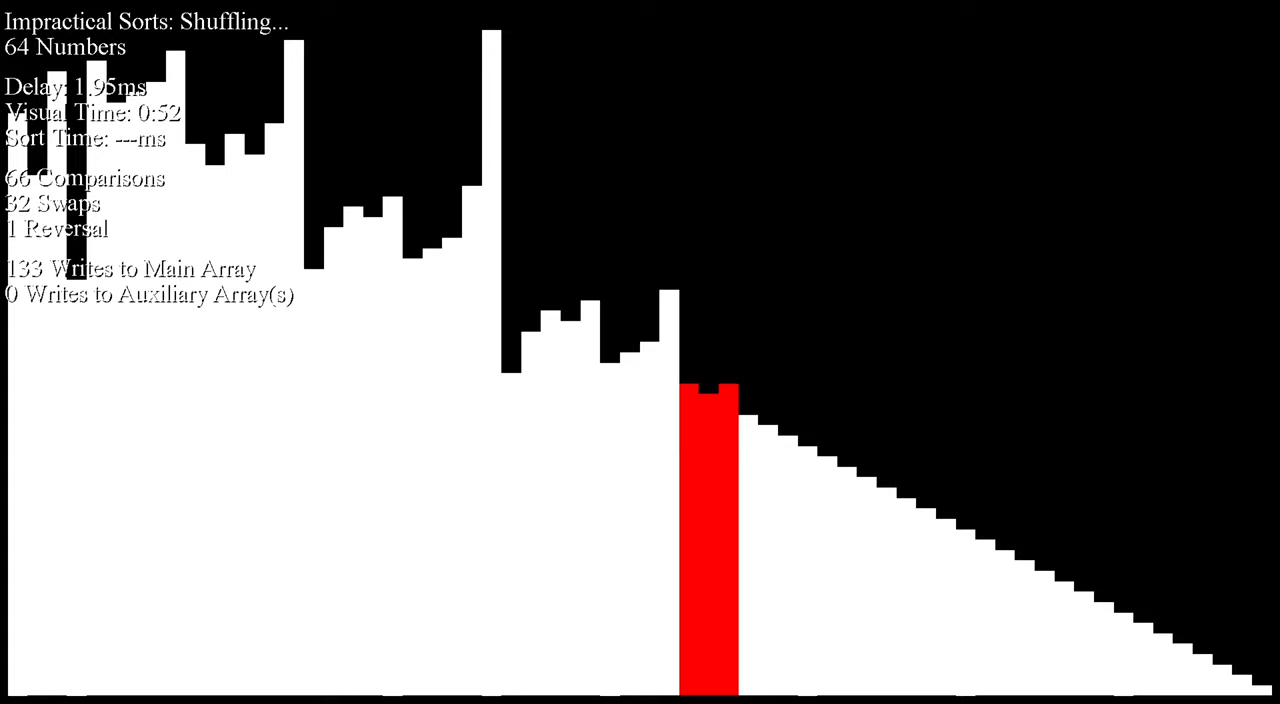 Impractical Sorts: Shuffling...
64 Numbers
Delay: 1.95ms
Visual Time: 0:52
Sort Time: ---ms
66 Comparisons
32 Swaps
1 Reversal
133 Writes to Main Array
0 Writes to Auxiliary Array(s)